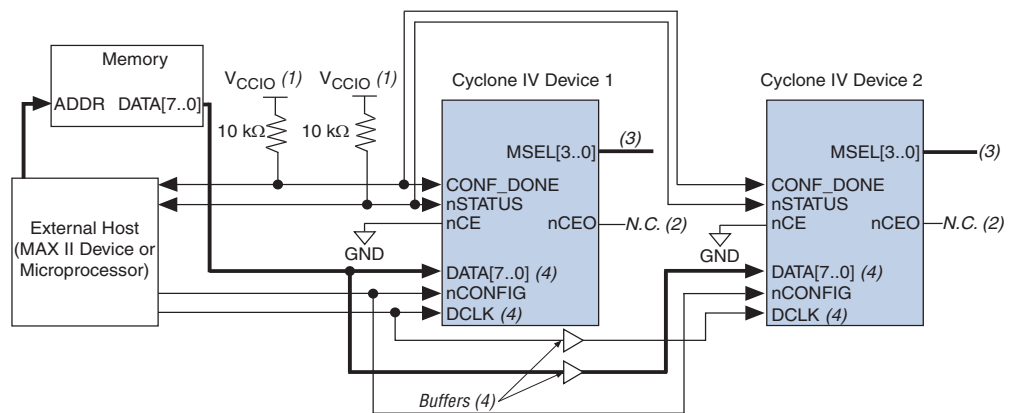 Memory
ADDR DATA[7..0]
VCCIO (1)
VCCIO (1)
10 kΩ
10 kΩ
External Host
(MAX II Device or
Microprocessor)
Cyclone IV Device 1
MSEL[3..0]
(3)
CONF_DONE
nSTATUS
nCE
nCEO
N.C. (2)
GND
DATA[7..0] (4)
nCONFIG
DCLK (4)
Buffers (4)
Cyclone IV Device 2
MSEL[3..0]
(3)
CONF_DONE
nSTATUS
nCE
nCEO
N.C. (2)
GND
DATA[7..0] (4)
nCONFIG
DCLK (4)